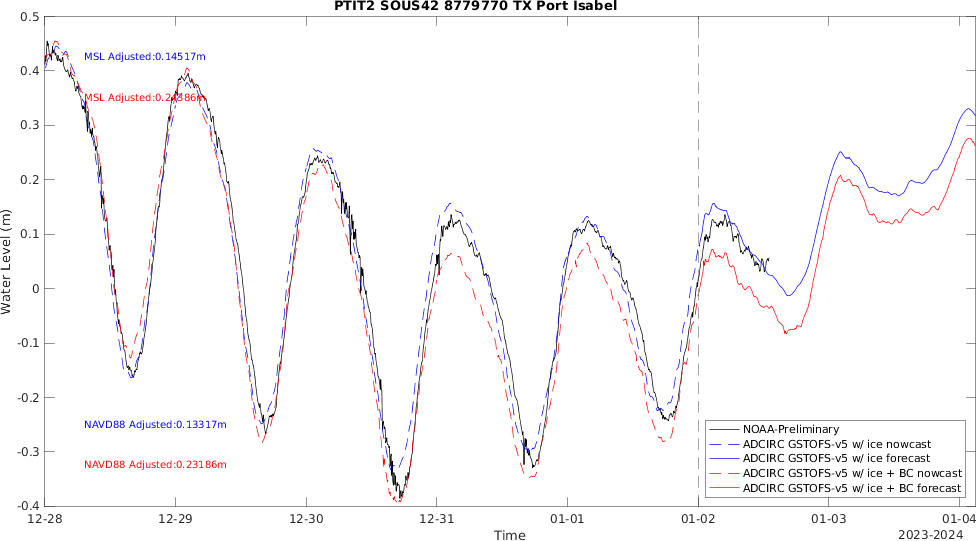 PTIT2 SOUS42 8779770 TX Port Isabel
0.5
0.4
0.3
0.2
0.1
0
-0.1
-0.2
-0.3
-0.4
Water Level (m)
MSL Adjusted:0.14517m
MSL Adjusted:0.24386m
NAVD88 Adjusted:0.13317m
NAVD88 Adjusted:0.23186m
NOAA-Preliminary
ADCIRC GSTOFS-v5 w/ ice nowcast
ADCIRC GSTOFS-v5 w/ ice forecast
ADCIRC GSTOFS-v5 w/ ice + BC nowcast
ADCIRC GSTOFS-v5 w/ ice + BC forecast
12-28 12-29 12-30 12-31 01-01 01-02 01-03 01-04
Time
2023-2024